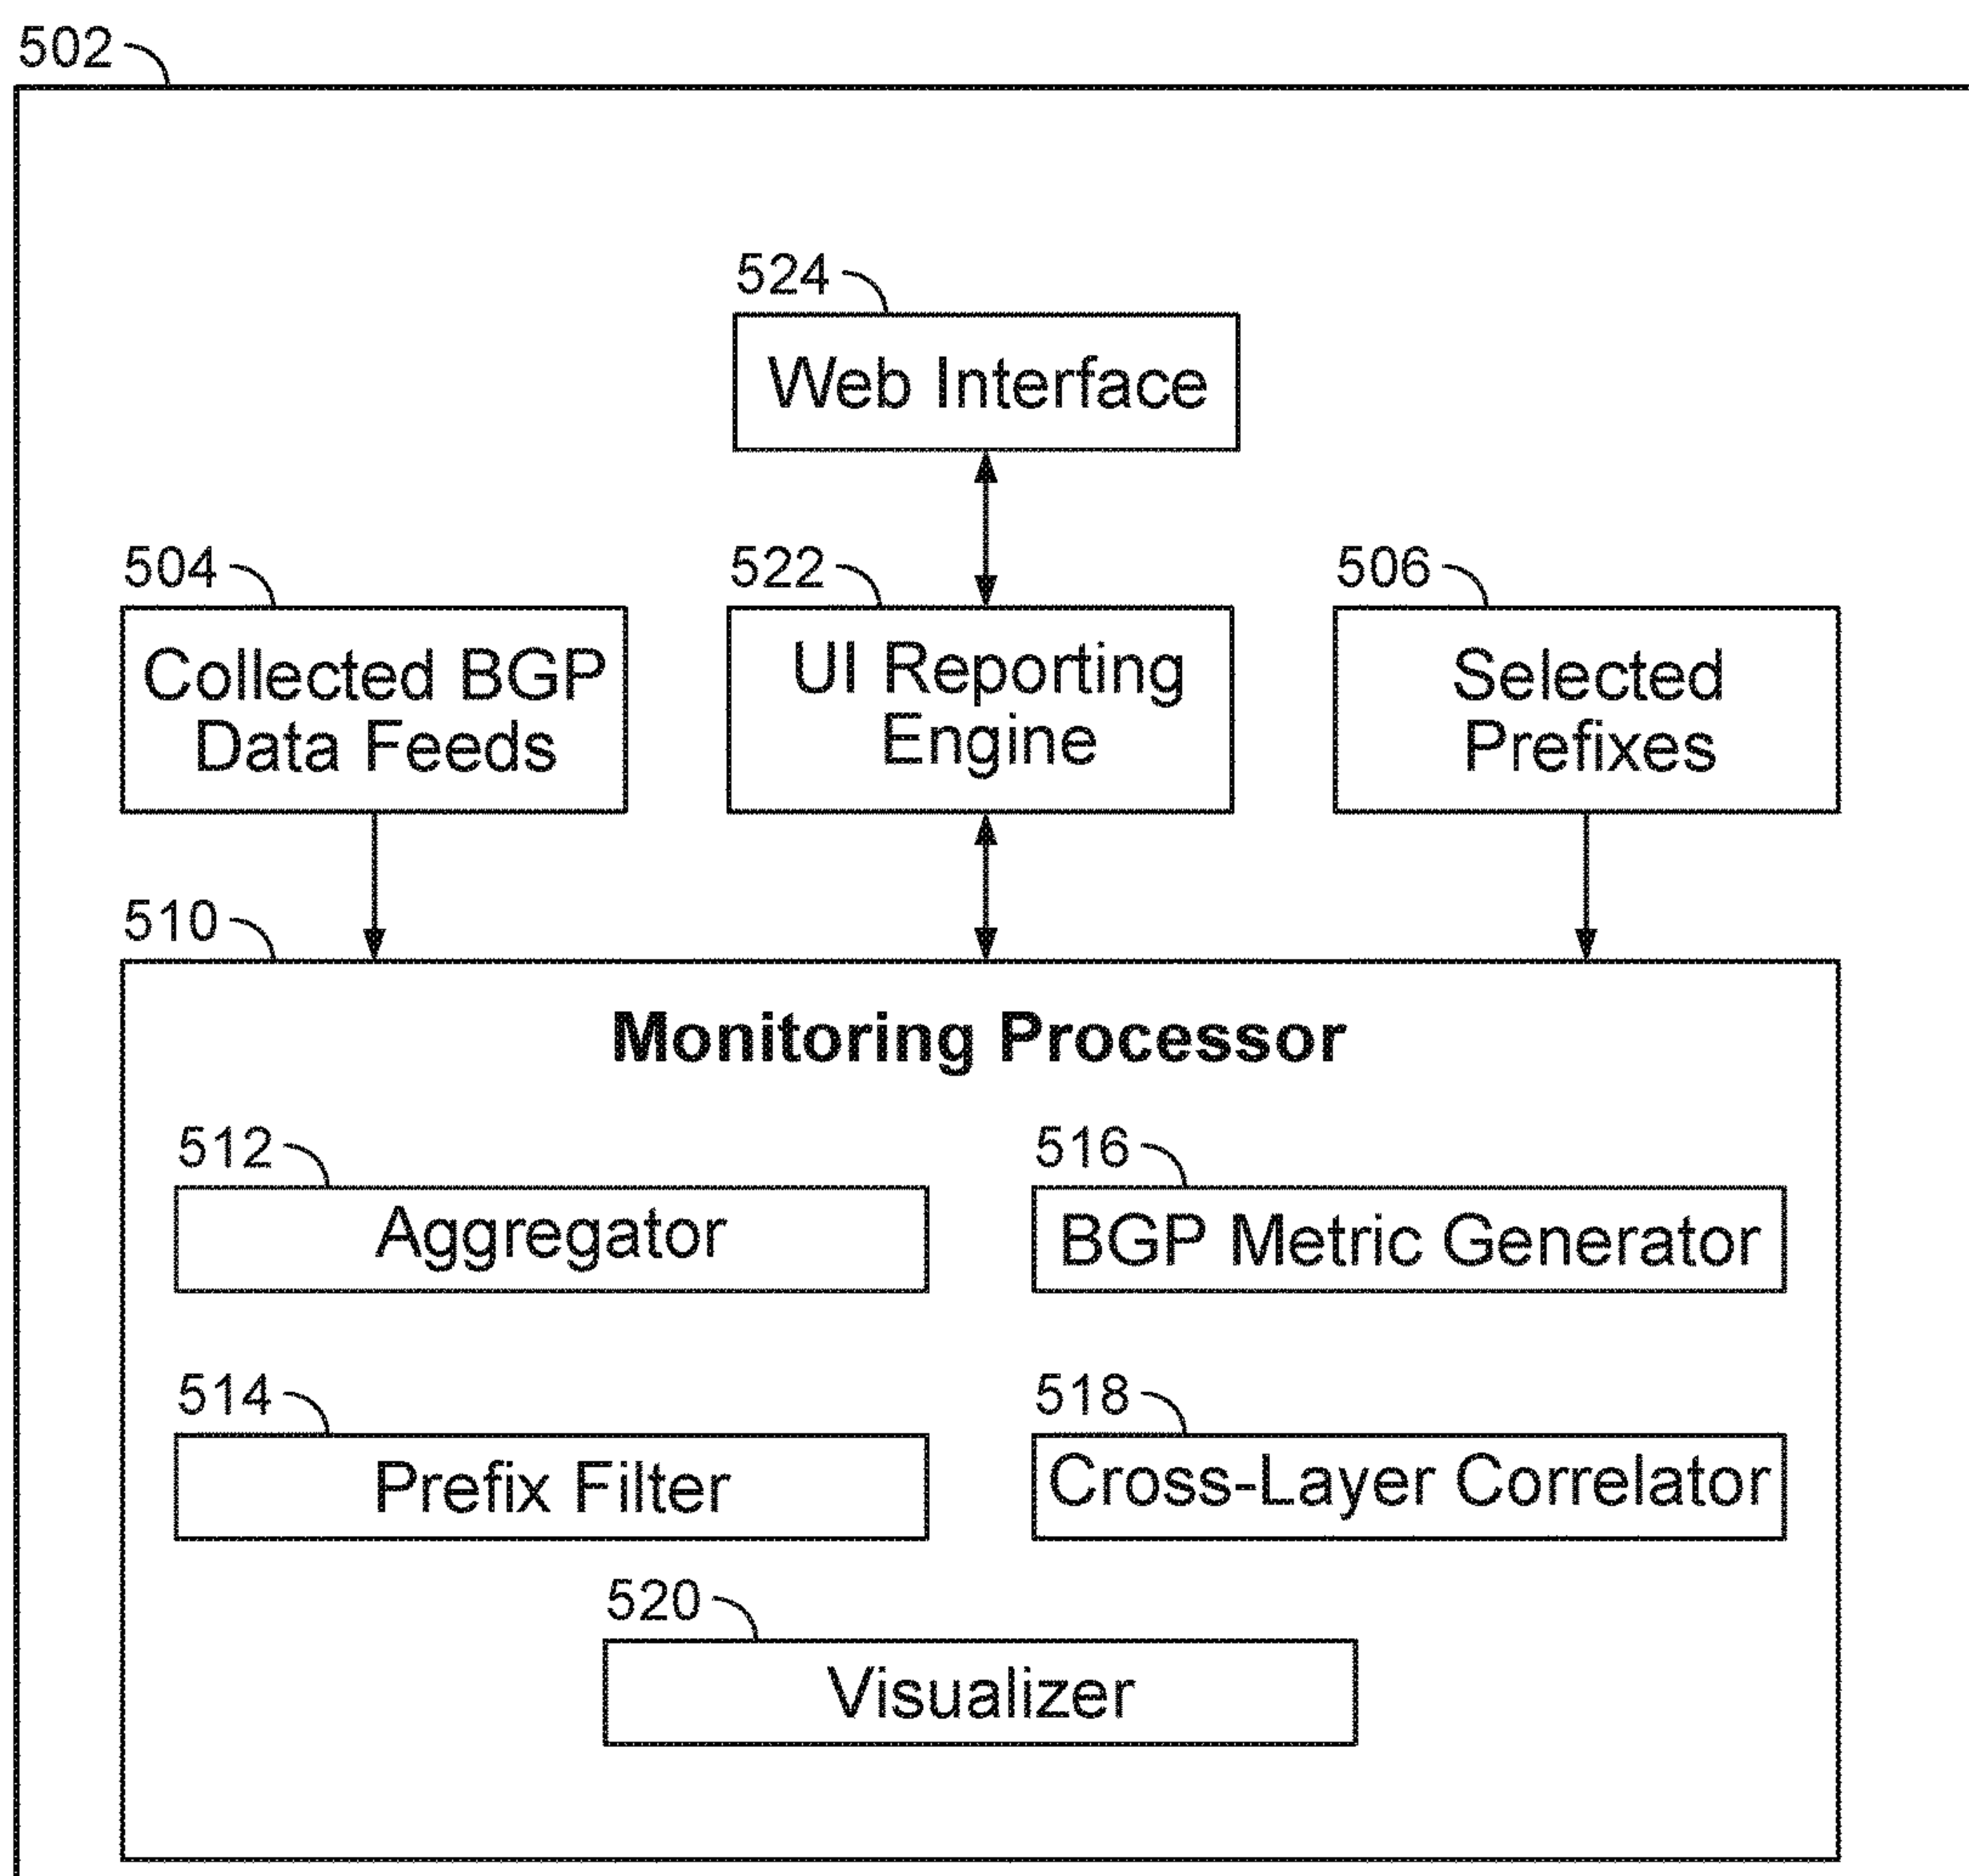 502
524
Web Interface
504
522
506
Collected BGP
Data Feeds
UI Reporting
Engine
Selected
Prefixes
510
Monitoring Processor
512
516
Aggregator
BGP Metric Generator
514
518
Prefix Filter
Cross-Layer Correlator
520
Visualizer